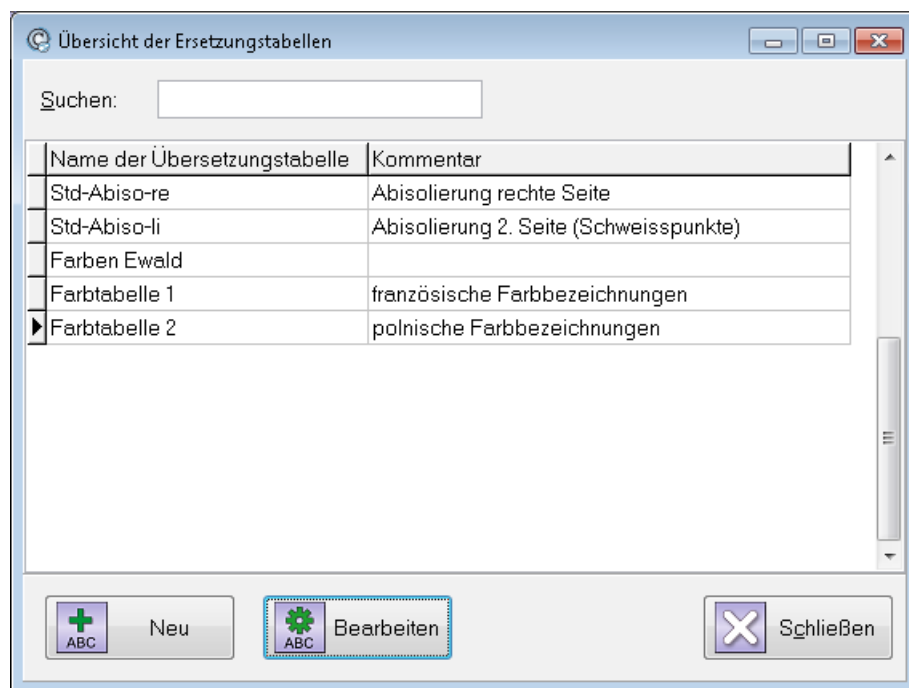 Übersicht der Ersetzungstabellen
Suchen:
Name der Übersetzungstabelle Kommentar
Std-Abiso-re Abisolierung rechte Seite
Std-Abiso-li Abisolierung 2. Seite (Schweisspunkte)
Farben Ewald
Farbtabelle 1 französische Farbbezeichnungen
Farbtabelle 2 polnische Farbbezeichnungen
ABC Neu ABC Bearbeiten Schließen